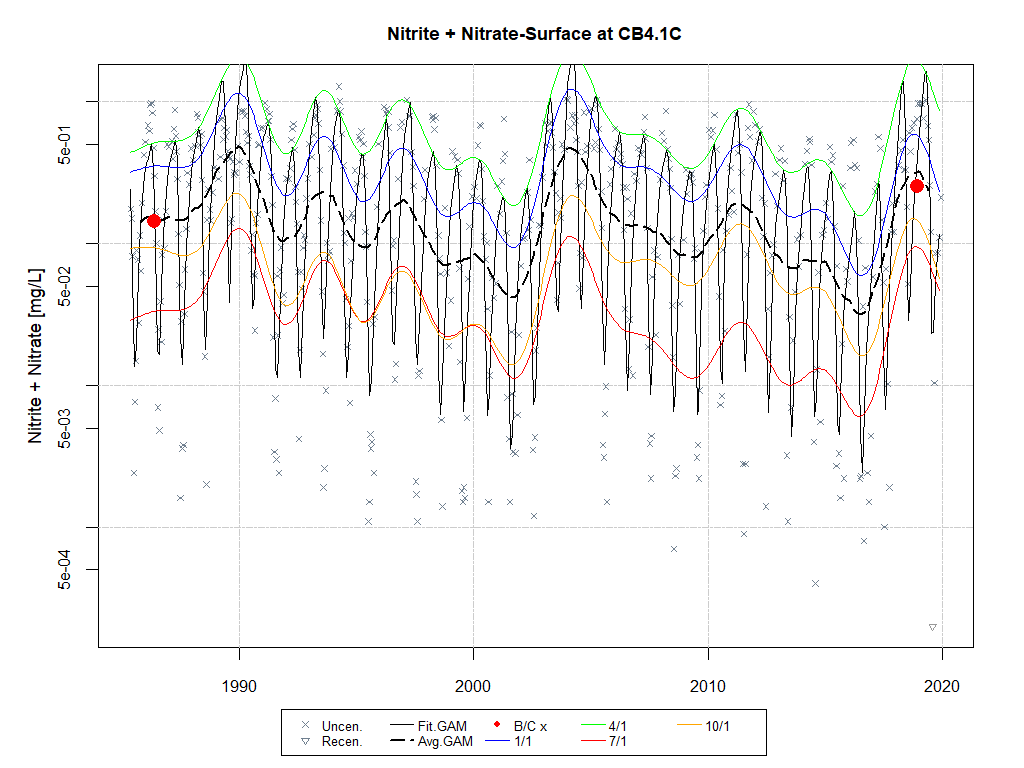 Nitrite + Nitrate-Surface at CB4.1C
Nitrite + Nitrate [mg/L]
5e-01
5e-02
5e-03
5e-04
1990 2000 2010 2020
Uncen. Fit.GAM B/C x 4/1 10/1
Recen. Avg.GAM 1/1 7/1